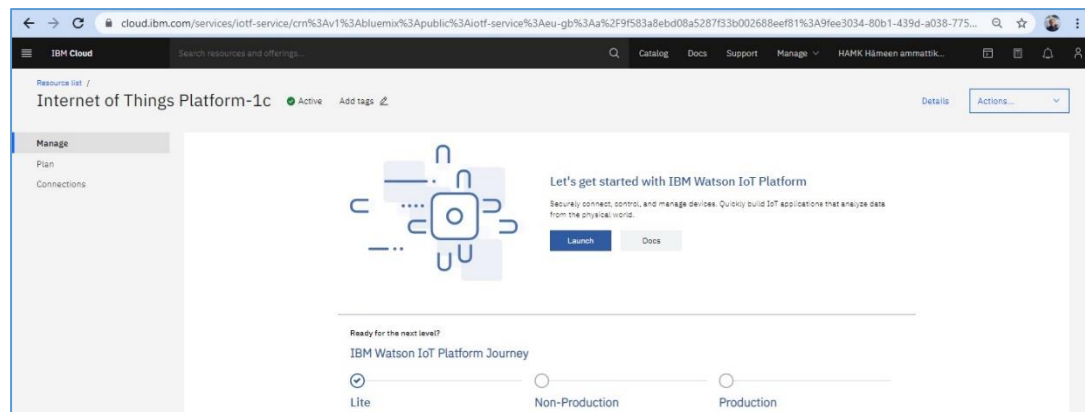 cloud.ibm.com/services/iotf-service/crn%3Av1%3Abluemix%3Apublic%3Aiotf-service%3Aeu-gb%3Aa%2F9f583a8ebd08a5287f33b002688eef81%3A9fee3034-80b1-439d-a038-775...
IBM Cloud Search resources and offerings... Catalog Docs Support Manage HAMK Hämeen ammattik...
Resource list /
Internet of Things Platform-1c Active Add tags Details Actions...
Manage
Plan
Connections
Let's get started with IBM Watson IoT Platform
Securely connect, control, and manage devices. Quickly build IoT applications that analyze data
from the physical world.
Launch Docs
Ready for the next level?
IBM Watson IoT Platform Journey
Lite Non-Production Production